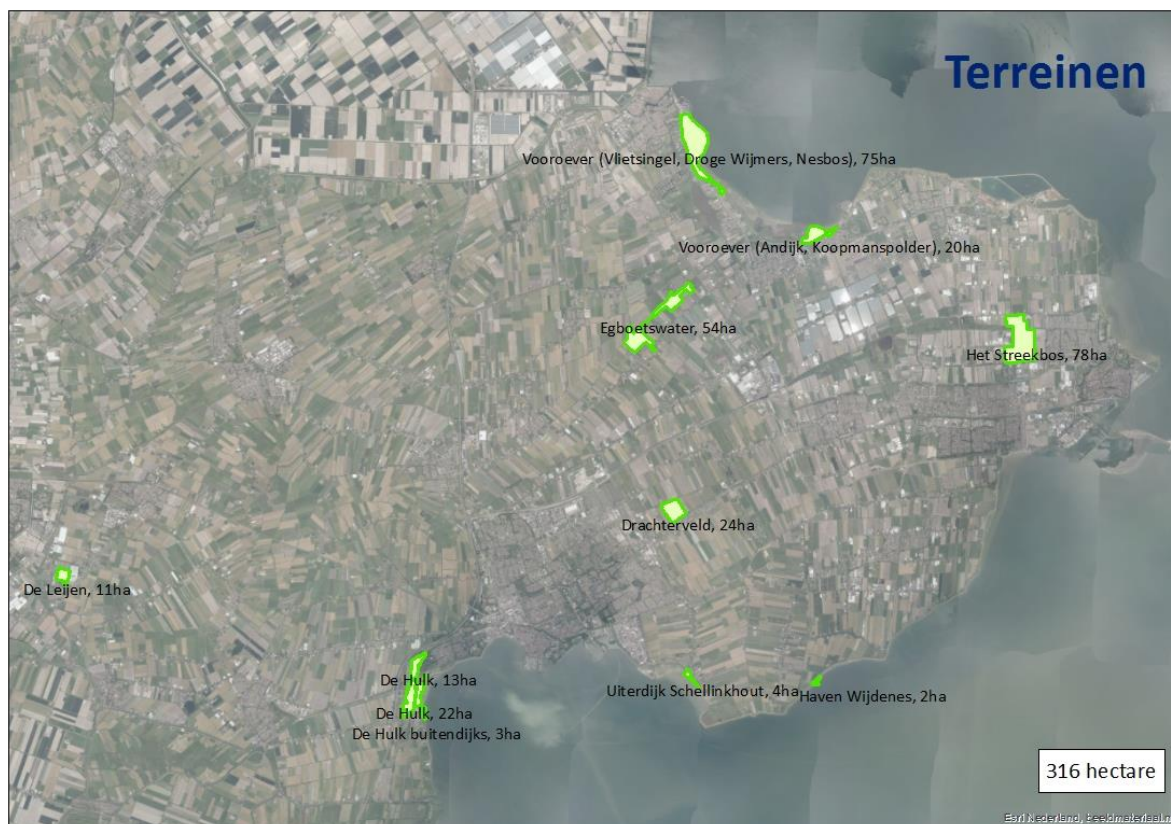 Terreinen
Vooroever (Vlietsingel, Droge Wijmers, Nesbos), 75ha
Vooroever (Andijk, Koopmanspolder), 20ha
Egboetswater, 54ha
Het Streekbos, 78ha
Drachterveld, 24ha
De Leijen, 11ha
De Hulk, 13ha
Uiterdijk Schellinkhout, 4ha
Haven Wijdenes, 2ha
De Hulk, 22ha
De Hulk buitendijks, 3ha
316 hectare
Esri Nederland, beeldmateriaal.n